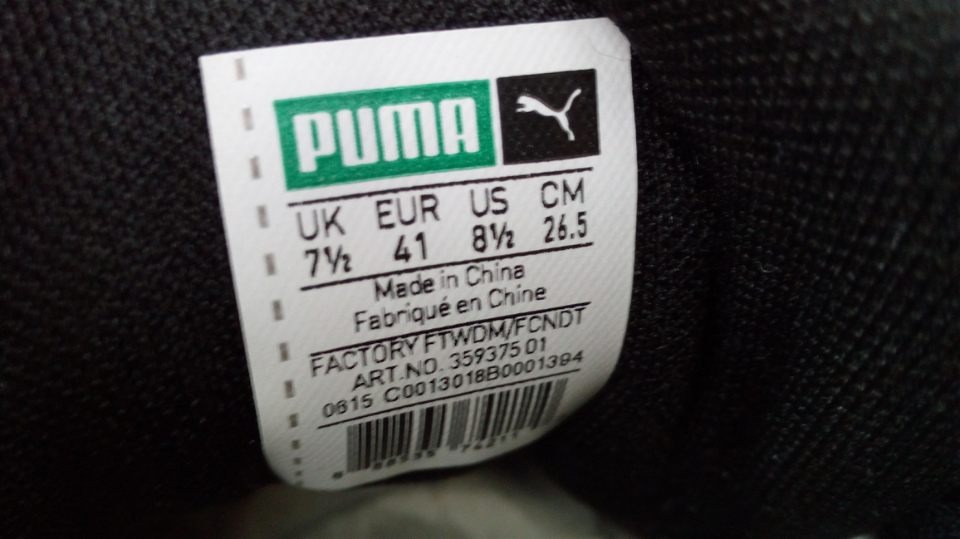 PUMA
UK EUR US CM
7½ 41 8½ 26.5
Made in China
Fabriqué en Chine
FACTORY FTWDM/FCNDT
ART.NO. 359375 01
0615 C0013018B0001394